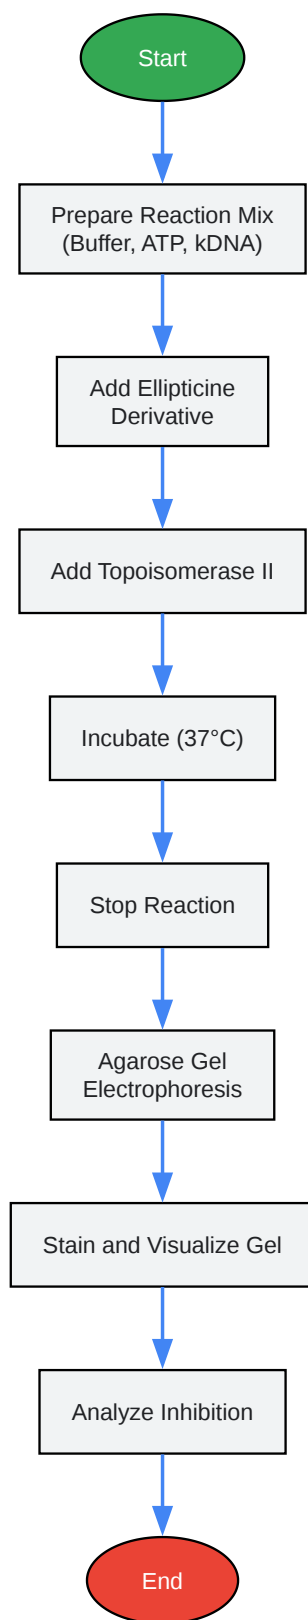 Start
Prepare Reaction Mix
(Buffer, ATP, kDNA)
Add Ellipticine
Derivative
Add Topoisomerase II
Incubate (37°C)
Stop Reaction
Agarose Gel
Electrophoresis
Stain and Visualize Gel
Analyze Inhibition
End